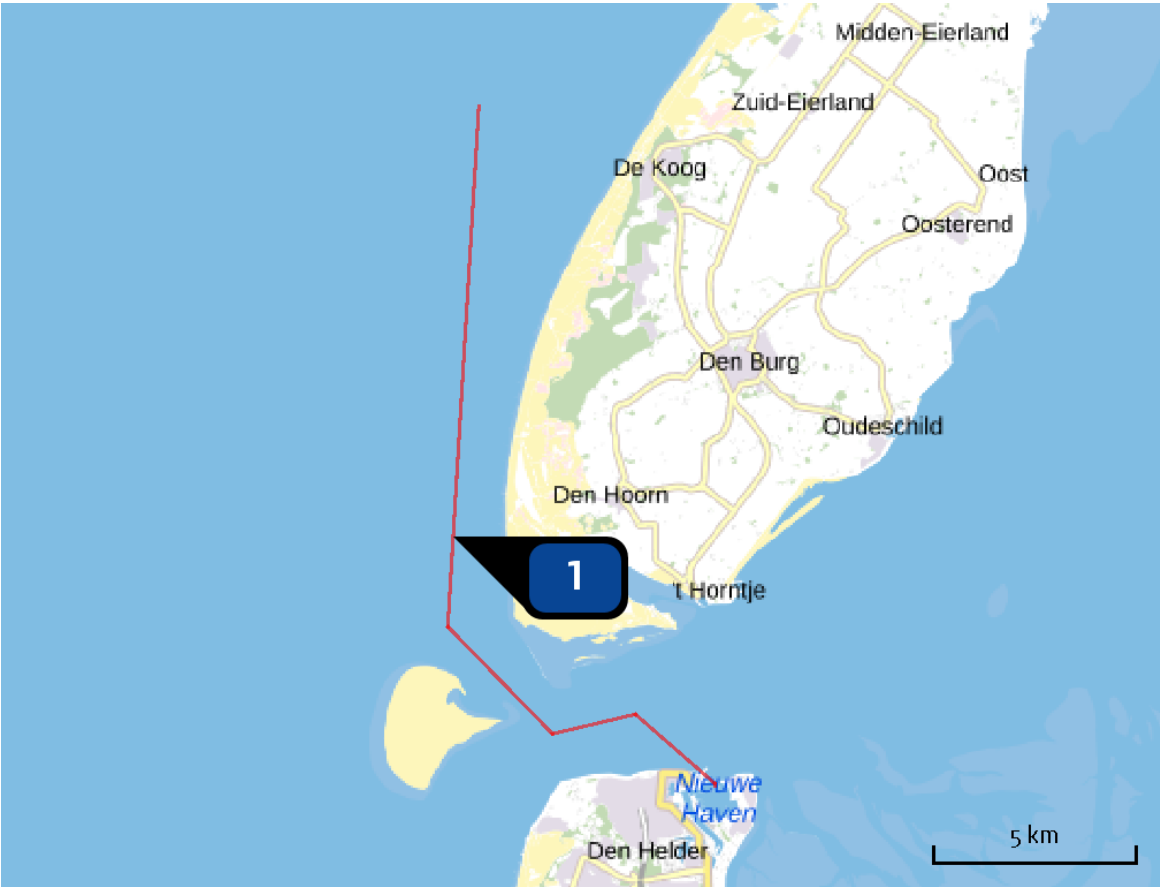 Midden-Eierland
Zuid-Eierland
De Koog
Oost
Oosterend
Den Burg
Oudeschild
Den Hoorn
1
't Horntje
Nieuwe
Haven
5 km
Den Helder